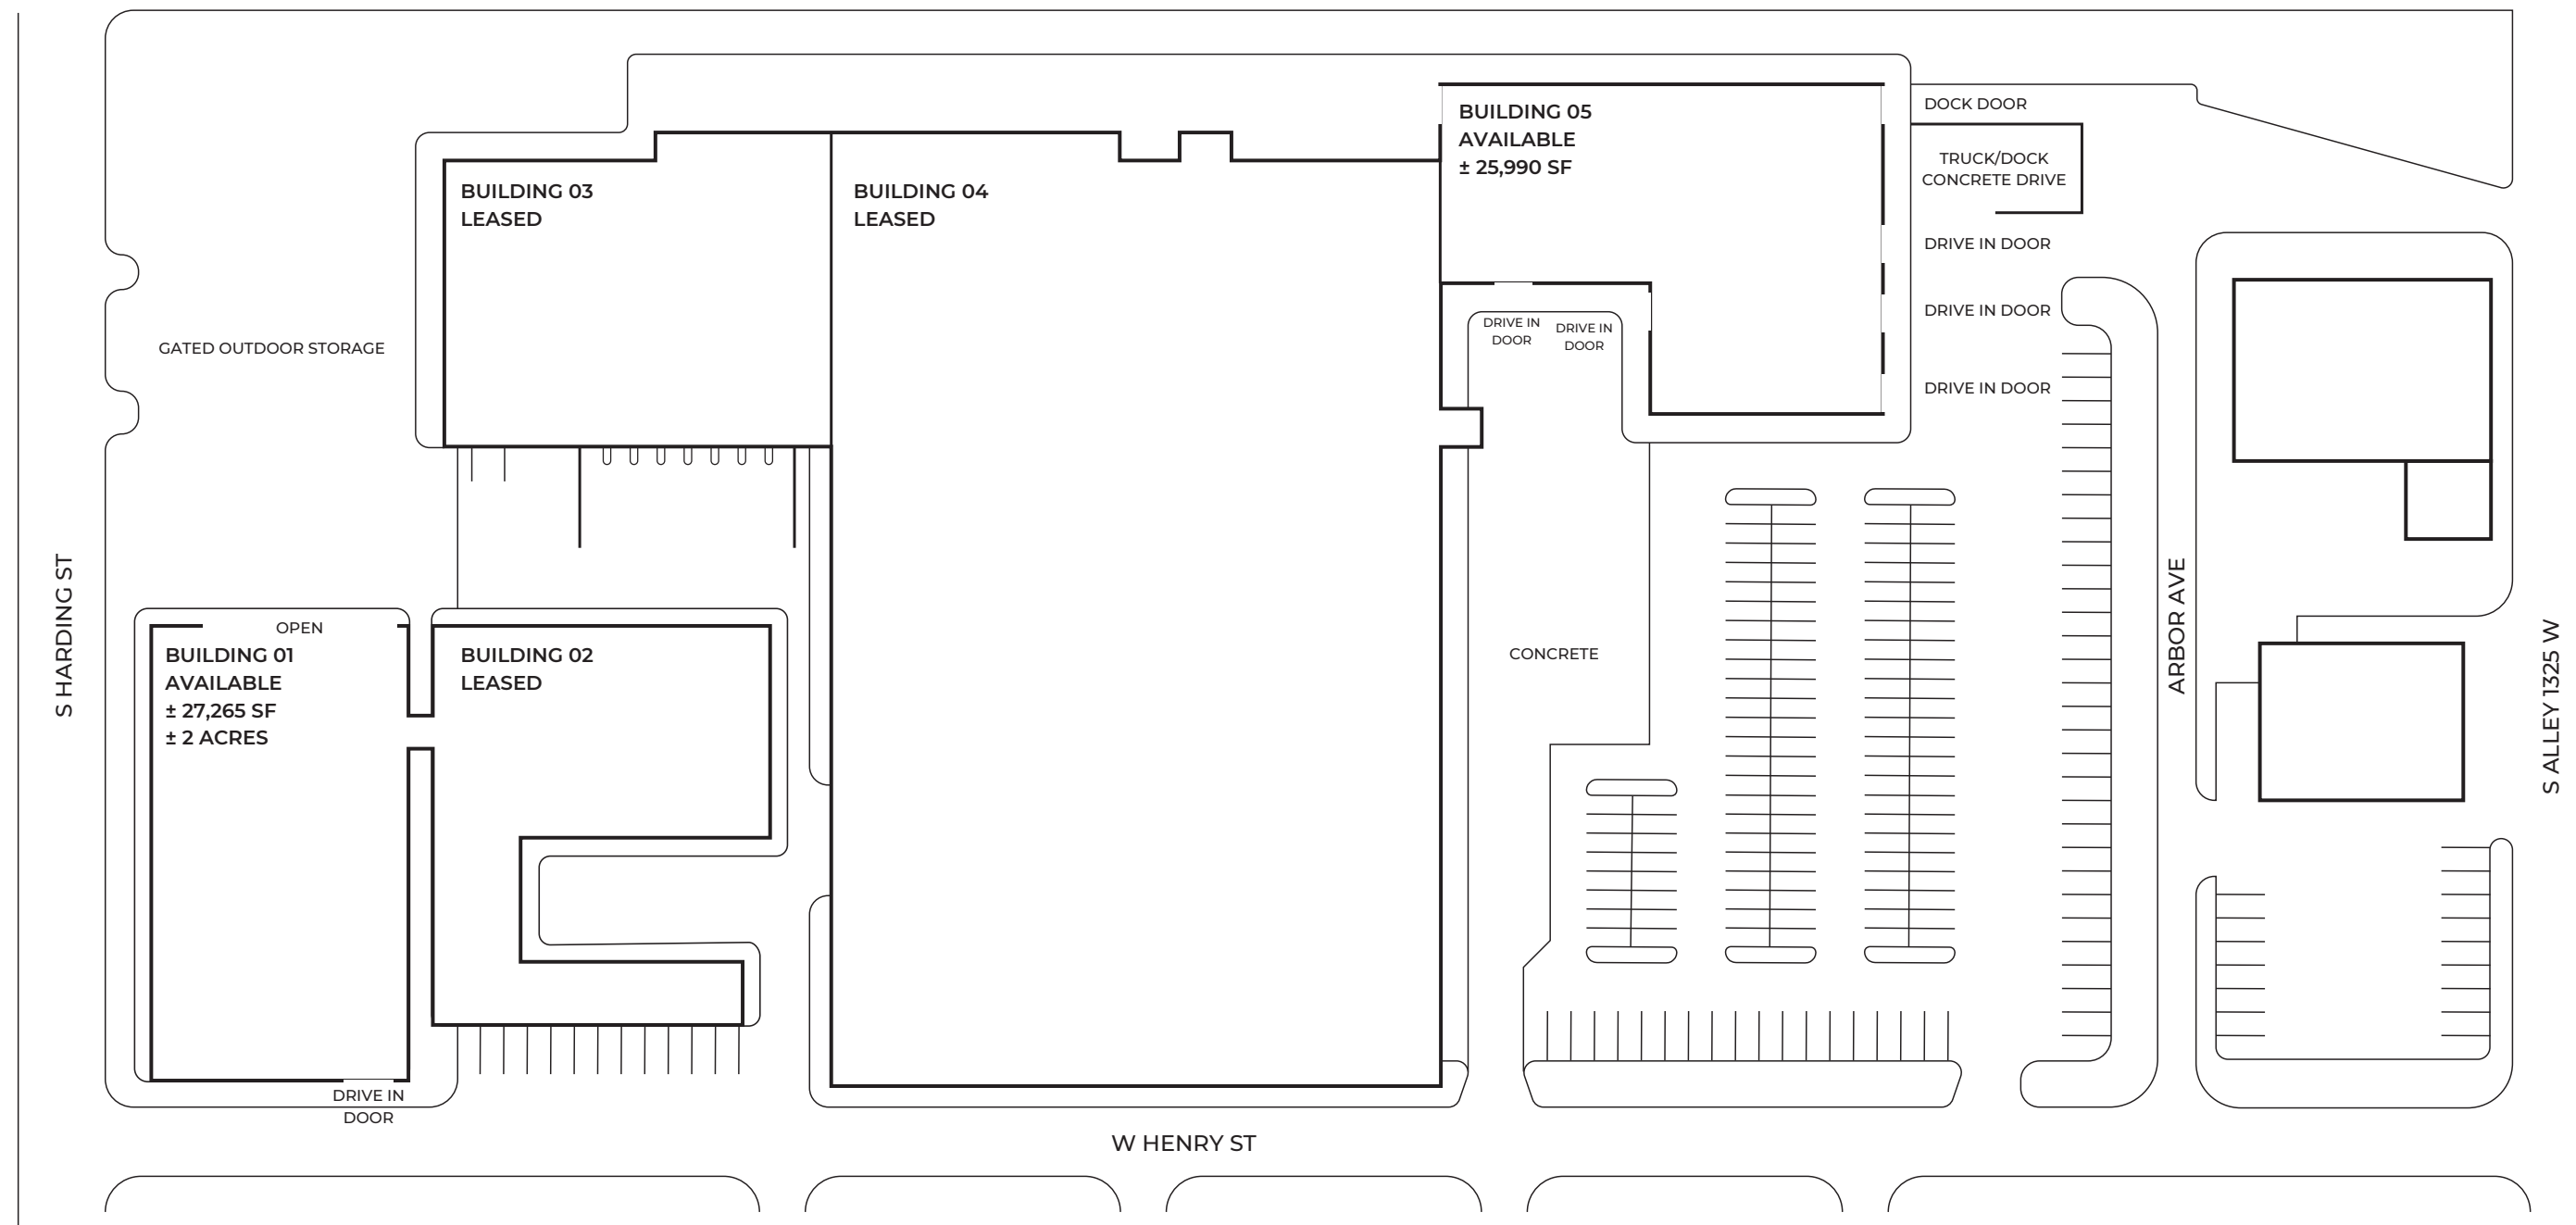 BUILDING 05
AVAILABLE
± 25,990 SF
DOCK DOOR
TRUCK/DOCK
CONCRETE DRIVE
BUILDING 03
LEASED
BUILDING 04
LEASED
DRIVE IN DOOR
DRIVE IN DOOR
DRIVE IN
DOOR
DRIVE IN
DOOR
GATED OUTDOOR STORAGE
DRIVE IN DOOR
S HARDING ST
OPEN
BUILDING 01
AVAILABLE
± 27,265 SF
± 2 ACRES
BUILDING 02
LEASED
CONCRETE
ARBOR AVE
S ALLEY 1325 W
DRIVE IN
DOOR
W HENRY ST